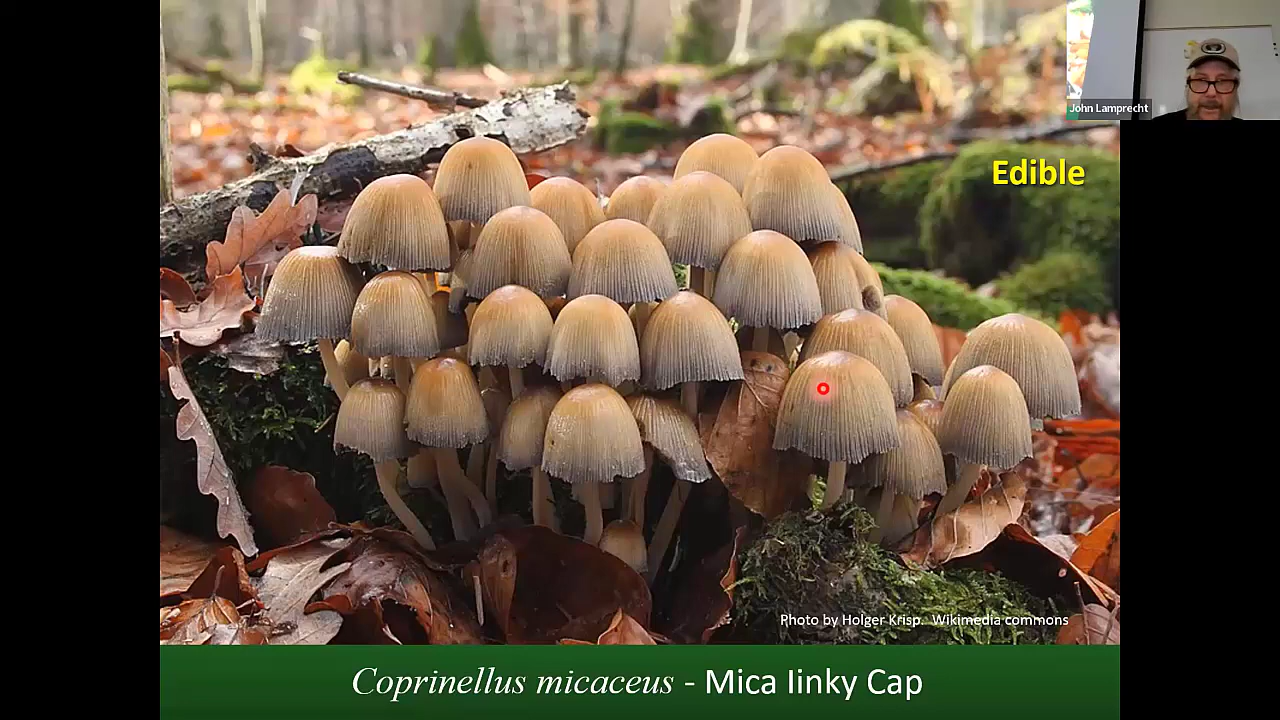 John Lamprecht
Edible
Photo by Holger Krisp. Wikimedia commons
Coprinellus micaceus - Mica Iinky Cap